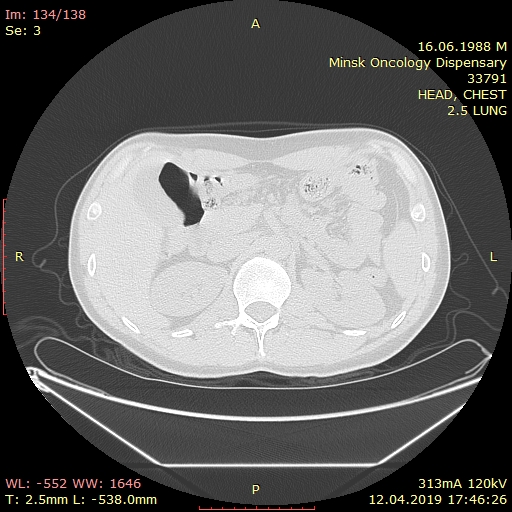 Im: 134/138
Se: 3
A
16.06.1988 M
Minsk Oncology Dispensary
33791
HEAD, CHEST
2.5 LUNG
R
L
WL: -552 WW: 1646
T: 2.5mm L: -538.0mm
P
313mA 120kV
12.04.2019 17:46:26